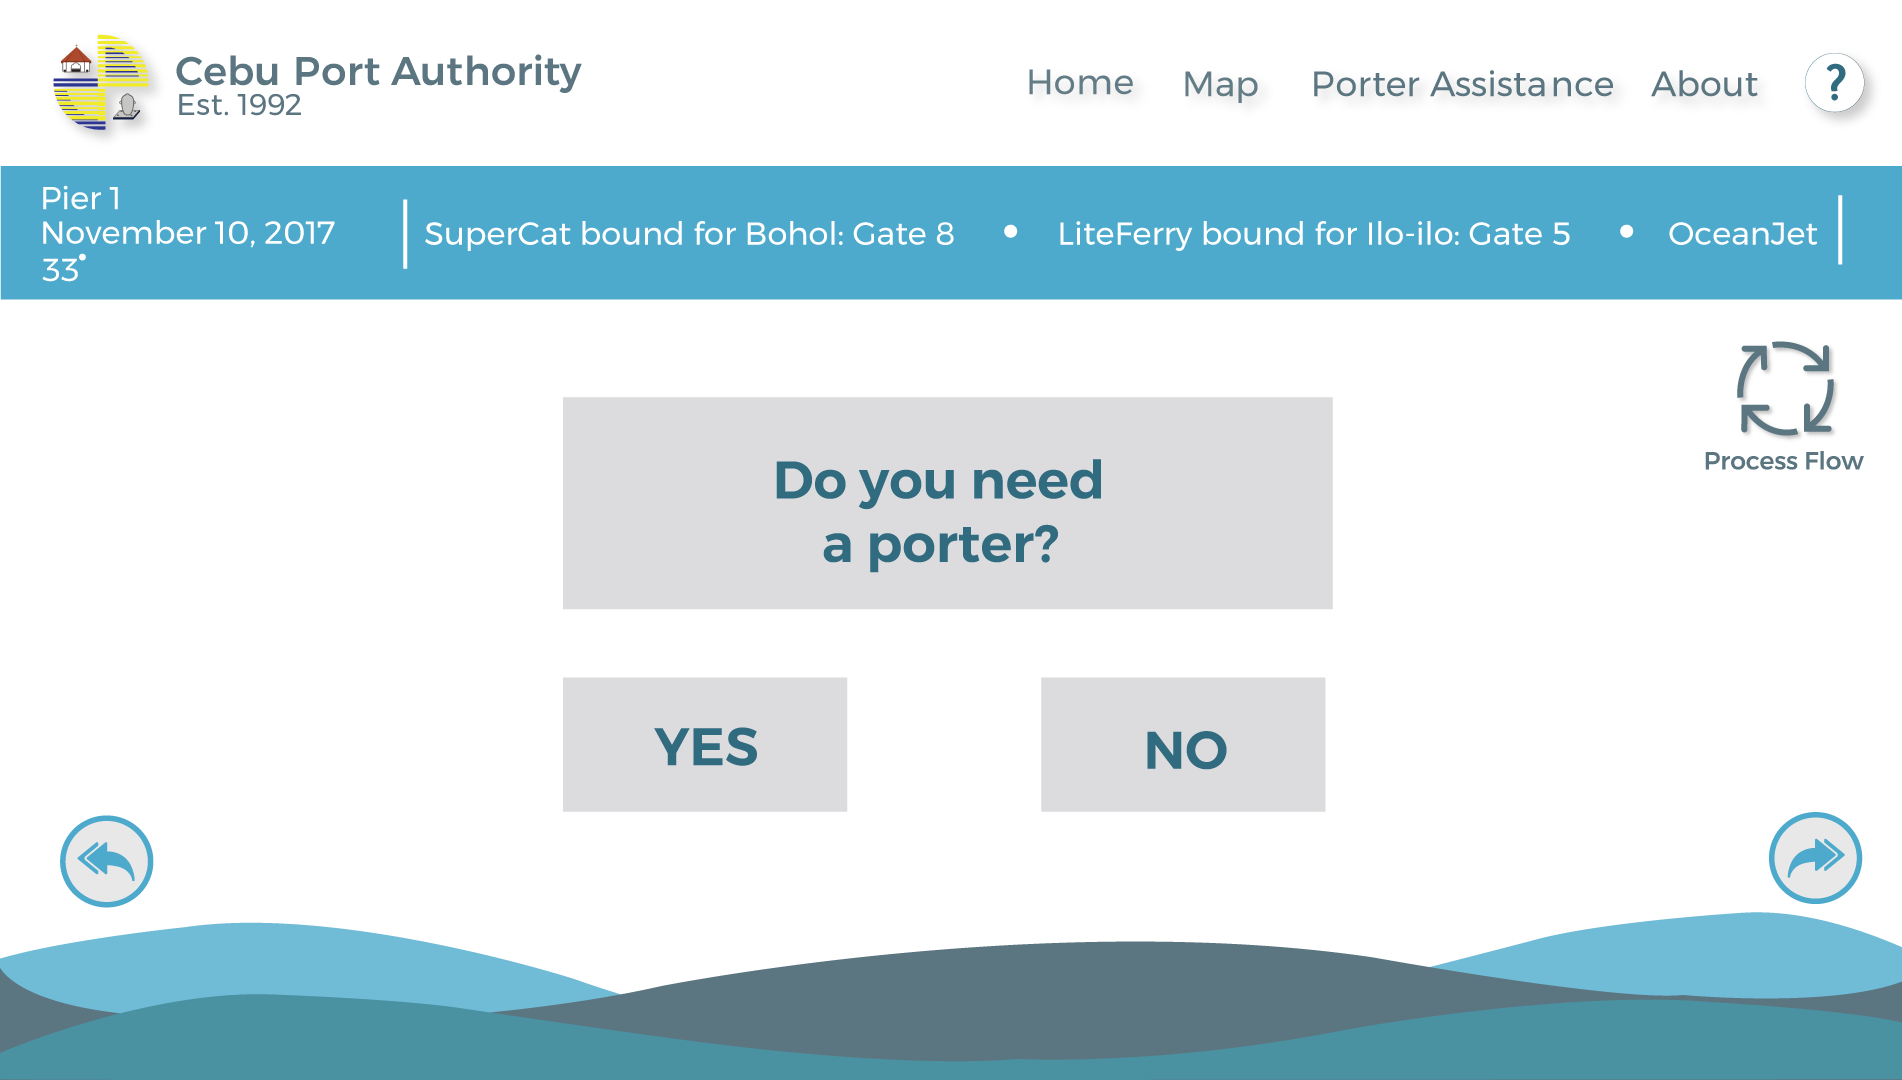 Cebu Port Authority
Est. 1992
Home
Map
Porter Assistance
About
?
Pier 1
November 10, 2017
33°
SuperCat bound for Bohol: Gate 8 • LiteFerry bound for Ilo-ilo: Gate 5 • OceanJet
Process Flow
Do you need
a porter?
YES
NO